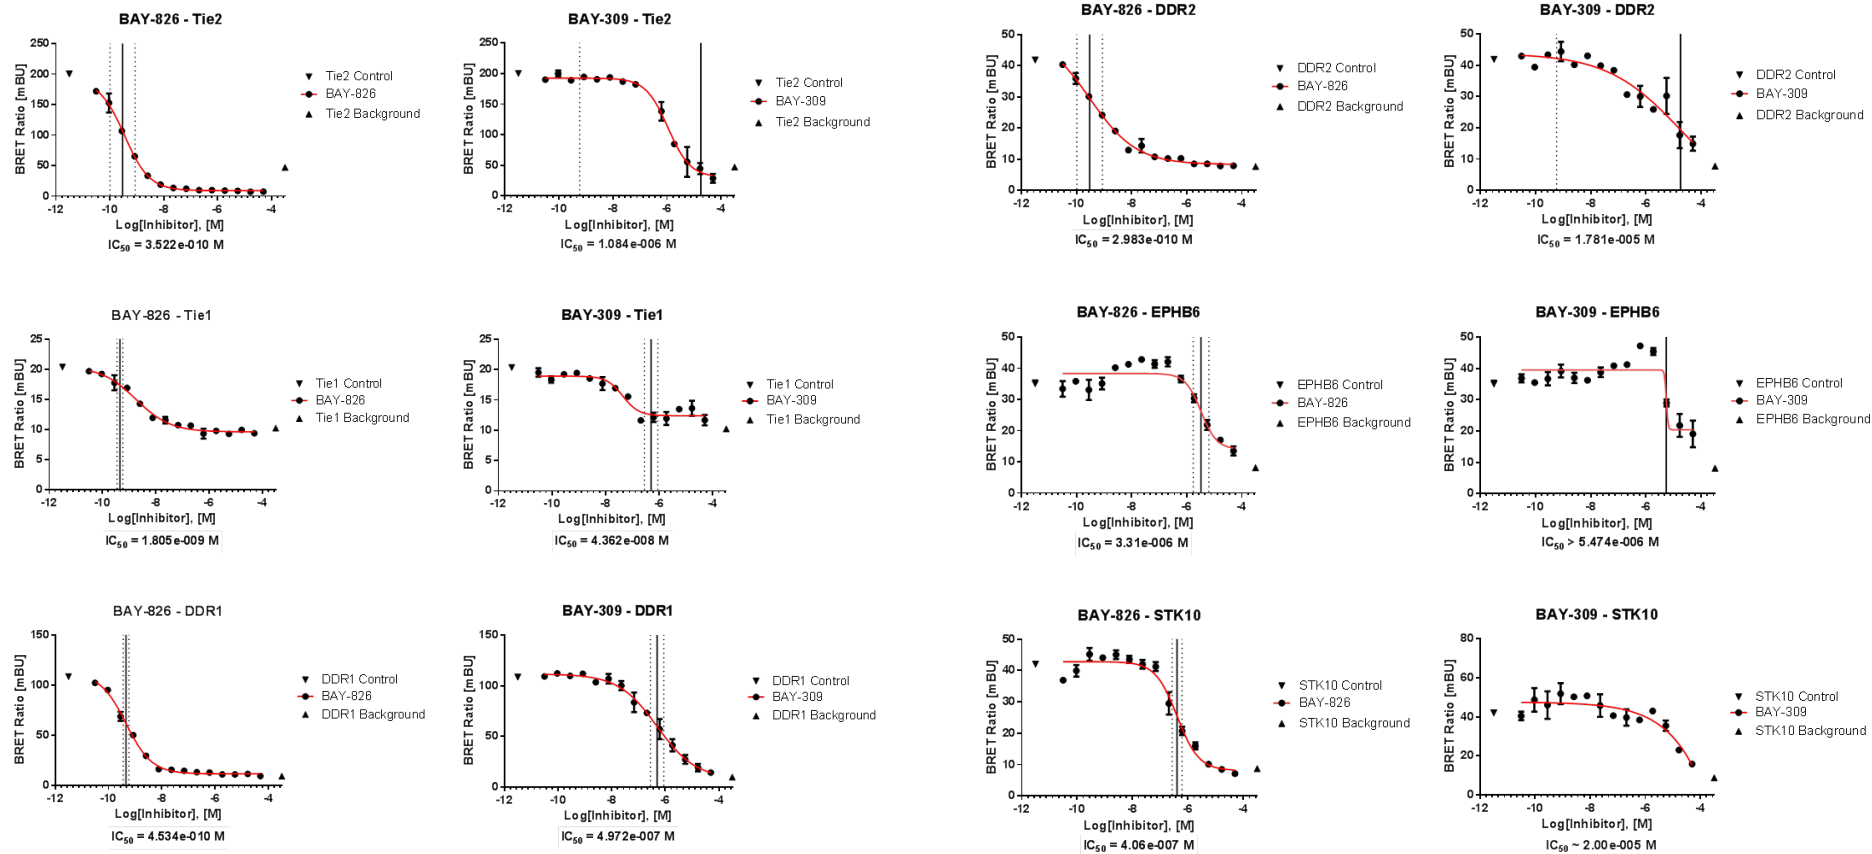 BAY-826 - Tie2
BRET Ratio [mBU]
250
200
150
100
50
0
-12 -10 -8 -6 -4
Log[Inhibitor], [M]
IC50 = 3.522e-010 M
Tie2 Control
BAY-826
Tie2 Background
BAY-309 - Tie2
BRET Ratio [mBU]
250
200
150
100
50
0
-12 -10 -8 -6 -4
Log[Inhibitor], [M]
IC50 = 1.084e-006 M
Tie2 Control
BAY-309
Tie2 Background
BAY-826 - DDR2
BRET Ratio [mBU]
50
40
30
20
10
0
-12 -10 -8 -6 -4
Log[Inhibitor], [M]
IC50 = 2.983e-010 M
DDR2 Control
BAY-826
DDR2 Background
BAY-309 - DDR2
BRET Ratio [mBU]
50
40
30
20
10
0
-12 -10 -8 -6 -4
Log[Inhibitor], [M]
IC50 = 1.781e-005 M
DDR2 Control
BAY-309
DDR2 Background
BAY-826 - Tie1
BRET Ratio [mBU]
25
20
15
10
5
0
-12 -10 -8 -6 -4
Log[Inhibitor], [M]
IC50 = 1.805e-009 M
Tie1 Control
BAY-826
Tie1 Background
BAY-309 - Tie1
BRET Ratio [mBU]
25
20
15
10
5
0
-12 -10 -8 -6 -4
Log[Inhibitor], [M]
IC50 = 4.362e-008 M
Tie1 Control
BAY-309
Tie1 Background
BAY-826 - EPHB6
BRET Ratio [mBU]
50
40
30
20
10
0
-12 -10 -8 -6 -4
Log[Inhibitor], [M]
IC50 = 3.31e-006 M
EPHB6 Control
BAY-826
EPHB6 Background
BAY-309 - EPHB6
BRET Ratio [mBU]
50
40
30
20
10
0
-12 -10 -8 -6 -4
Log[Inhibitor], [M]
IC50 > 5.474e-006 M
EPHB6 Control
BAY-309
EPHB6 Background
BAY-826 - DDR1
BRET Ratio [mBU]
150
100
50
0
-12 -10 -8 -6 -4
Log[Inhibitor], [M]
IC50 = 4.534e-010 M
DDR1 Control
BAY-826
DDR1 Background
BAY-309 - DDR1
BRET Ratio [mBU]
150
100
50
0
-12 -10 -8 -6 -4
Log[Inhibitor], [M]
IC50 = 4.972e-007 M
DDR1 Control
BAY-309
DDR1 Background
BAY-826 - STK10
BRET Ratio [mBU]
50
40
30
20
10
0
-12 -10 -8 -6 -4
Log[Inhibitor], [M]
IC50 = 4.06e-007 M
STK10 Control
BAY-826
STK10 Background
BAY-309 - STK10
BRET Ratio [mBU]
80
60
40
20
0
-12 -10 -8 -6 -4
Log[Inhibitor], [M]
IC50 ~ 2.00e-005 M
STK10 Control
BAY-309
STK10 Background